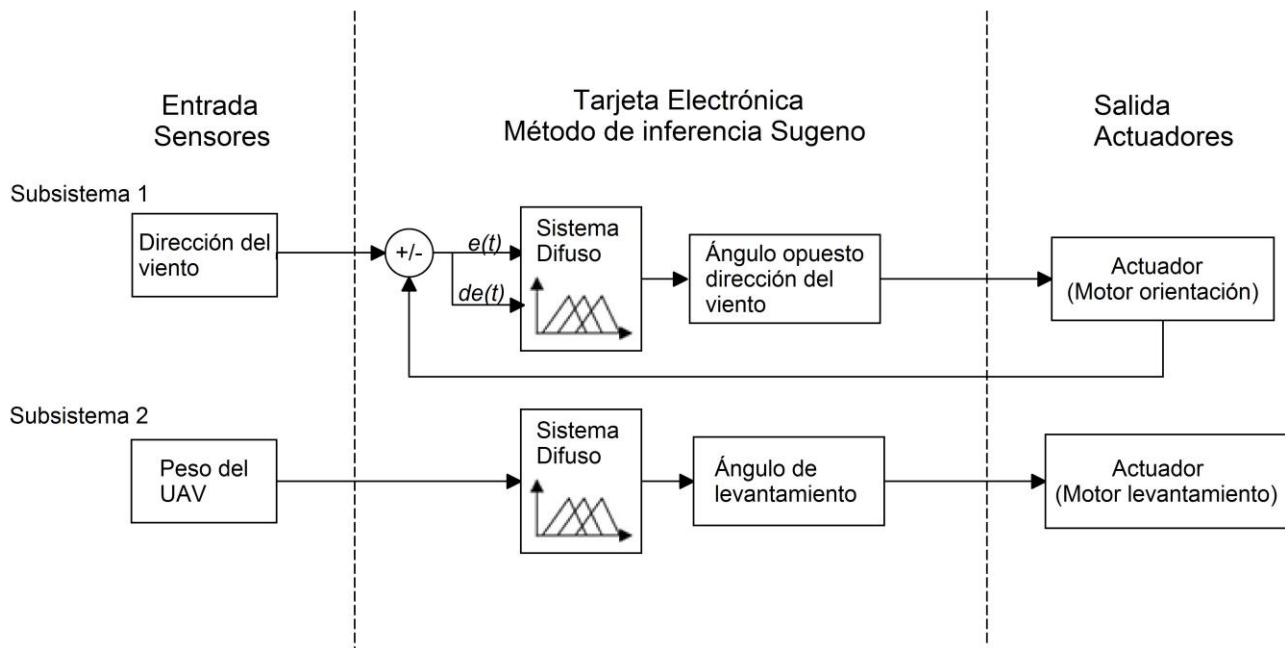 Entrada
Sensores
Tarjeta Electrónica
Método de inferencia Sugeno
Salida
Actuadores
Subsistema 1
Dirección del
viento
+/-
e(t)
de(t)
Sistema
Difuso
Ángulo opuesto
dirección del
viento
Actuador
(Motor orientación)
Subsistema 2
Peso del
UAV
Sistema
Difuso
Ángulo de
levantamiento
Actuador
(Motor levantamiento)